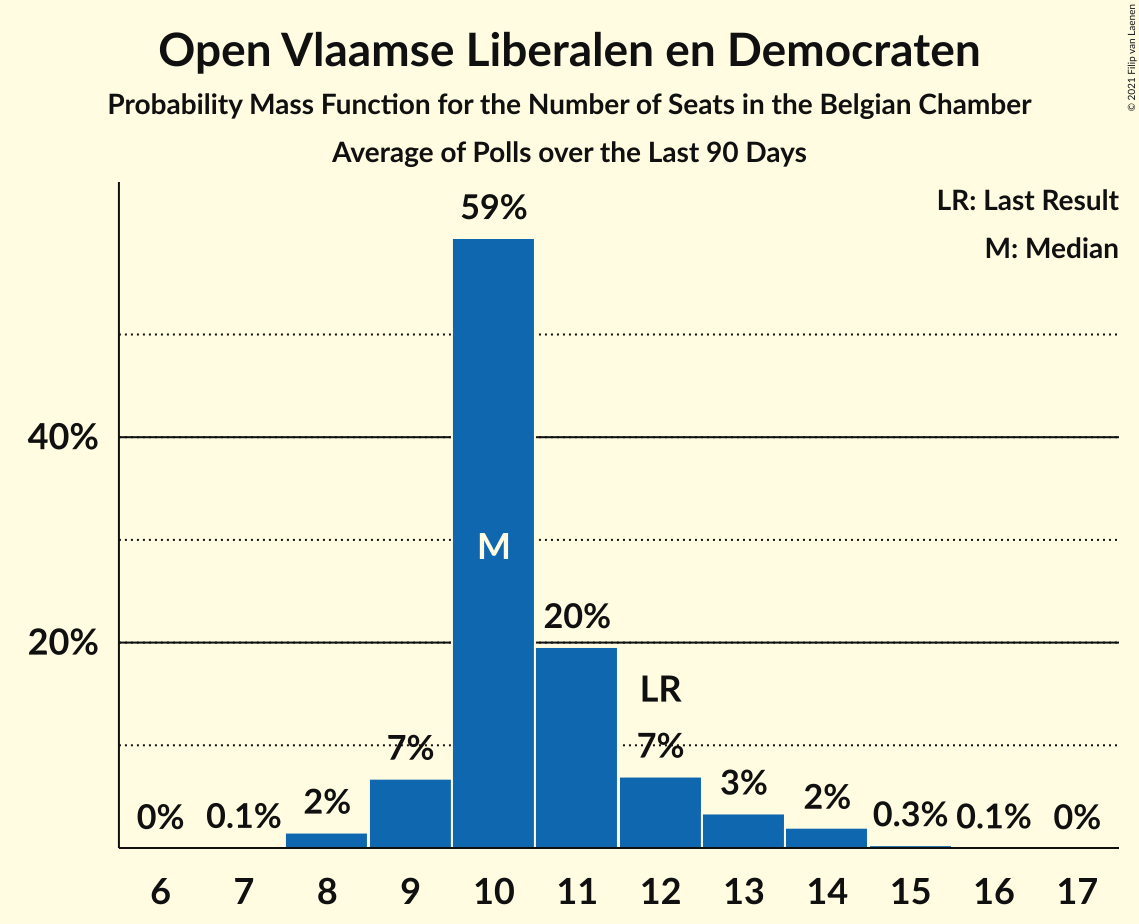 Open Vlaamse Liberalen en Democraten
Probability Mass Function for the Number of Seats in the Belgian Chamber
Average of Polls over the Last 90 Days
© 2021 Filip van Laenen
LR: Last Result
M: Median
59%
40%
M
20%
20%
LR
7%
7%
3%
2%
2%
0%
0.1%
0.3%
0.1%
0%
6 7 8 9 10 11 12 13 14 15 16 17